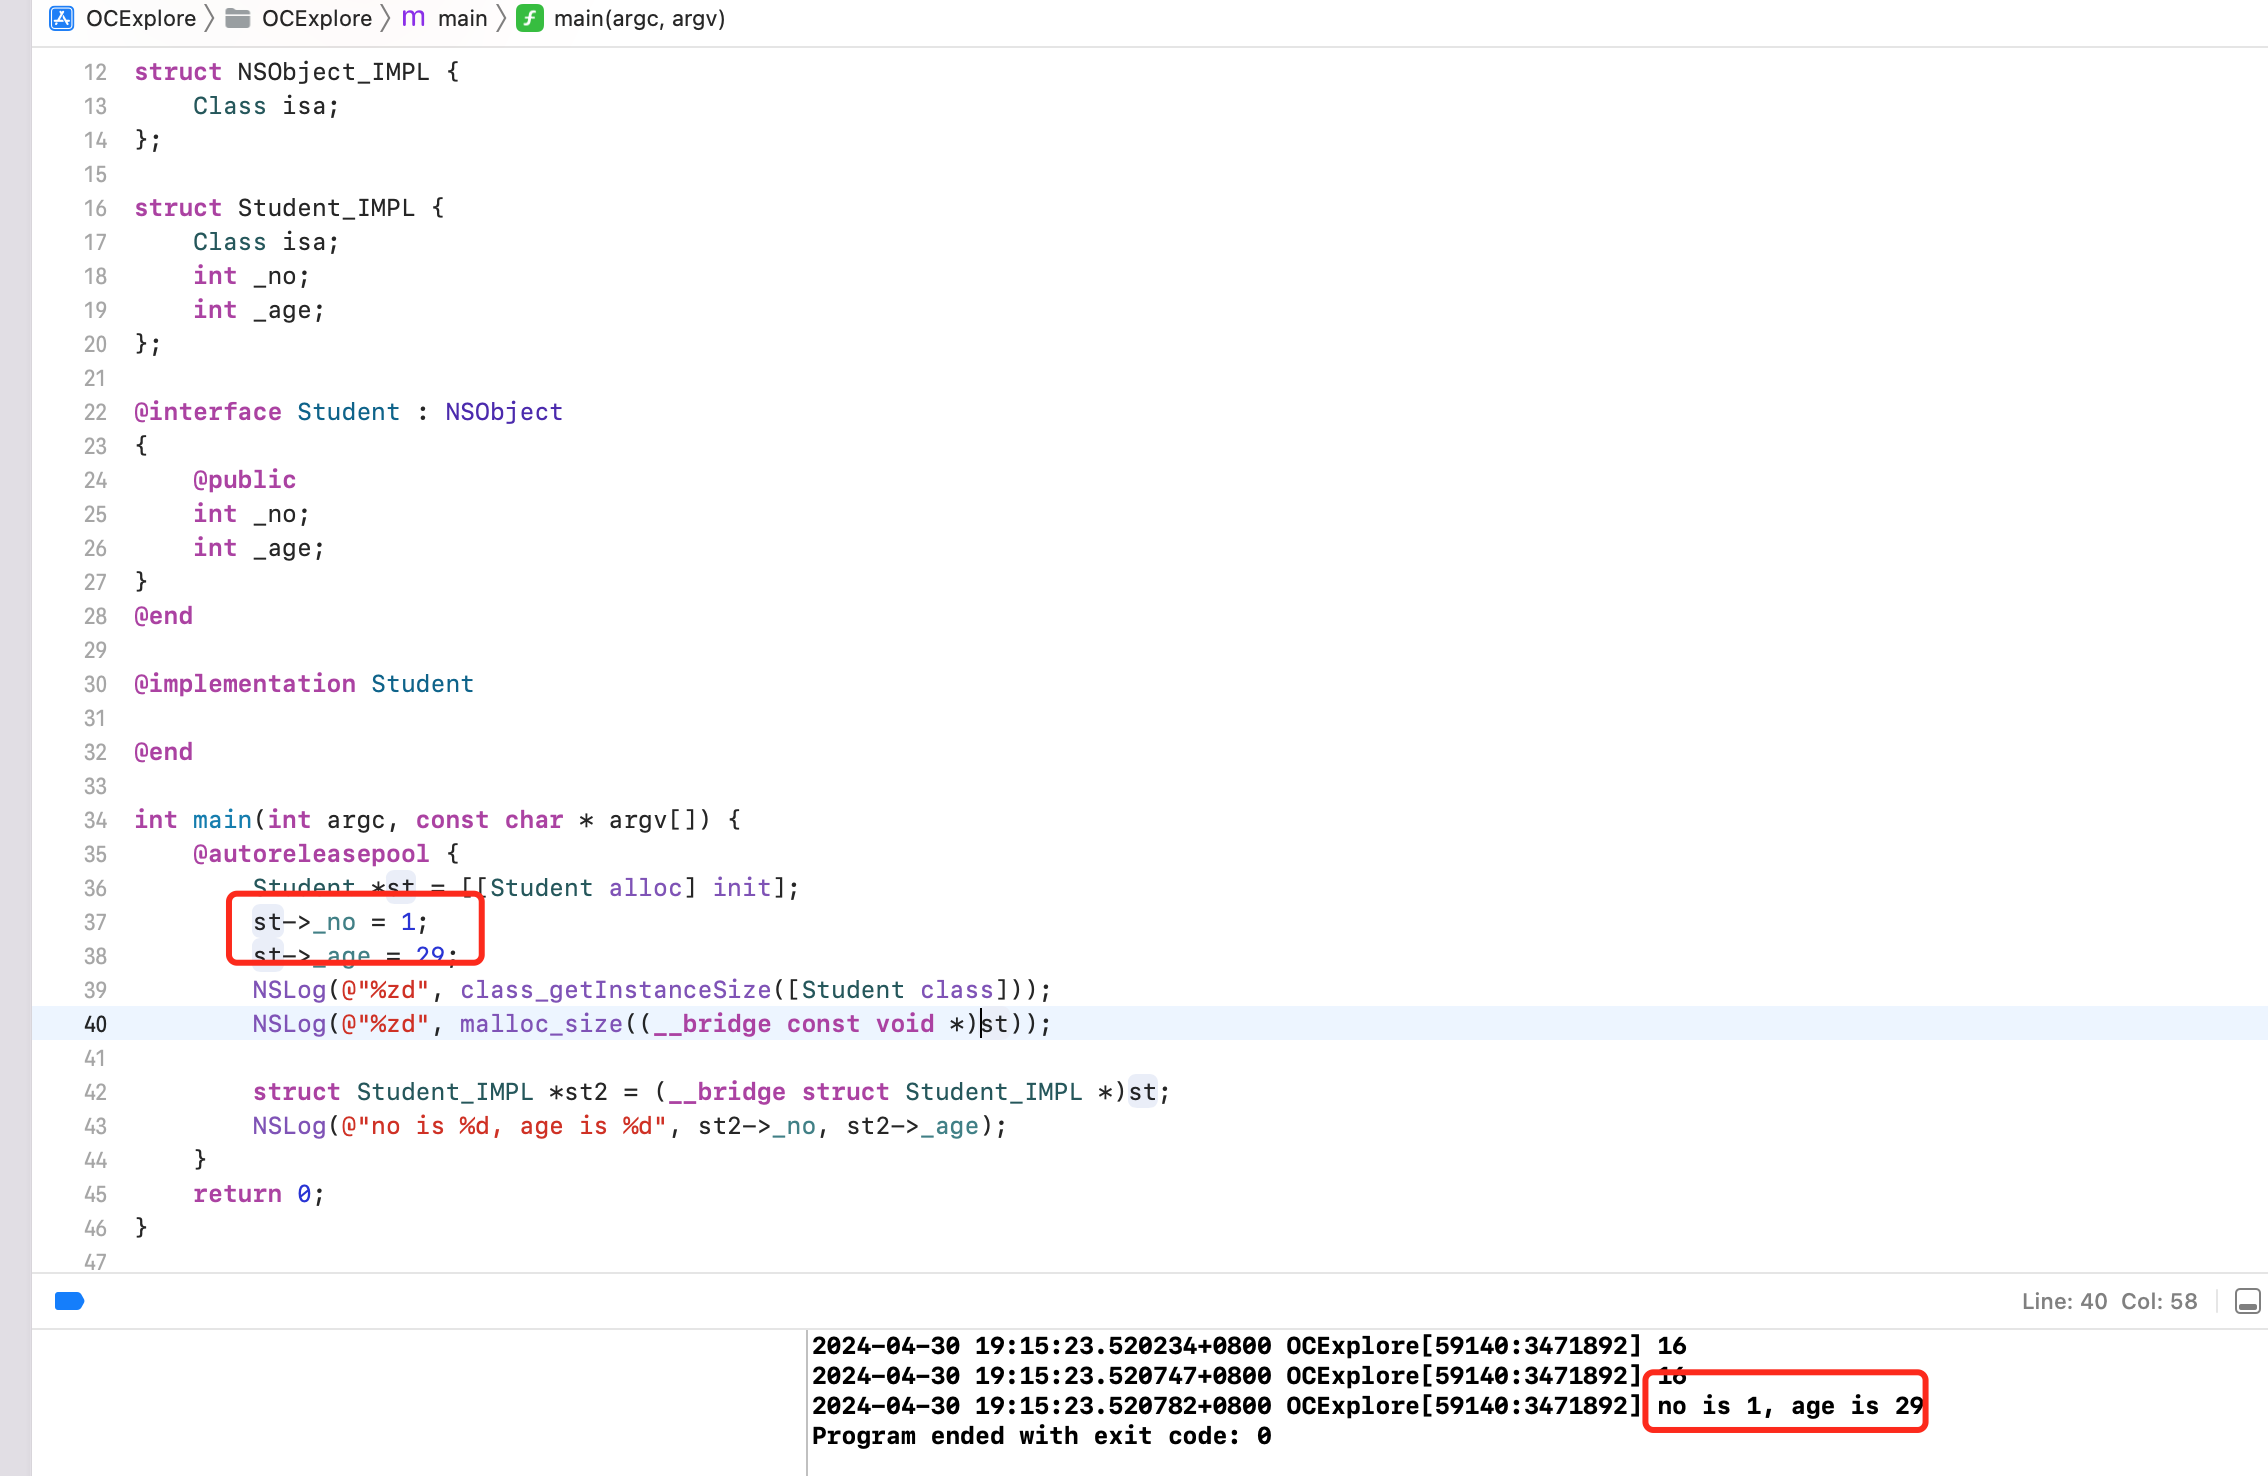 OCExplore OCExplore m main f main(argc, argv)
12 struct NSObject_IMPL {
13     Class isa;
14 };
15
16 struct Student_IMPL {
17     Class isa;
18     int _no;
19     int _age;
20 };
21
22 @interface Student : NSObject
23 {
24     @public
25     int _no;
26     int _age;
27 }
28 @end
29
30 @implementation Student
31
32 @end
33
34 int main(int argc, const char * argv[]) {
35     @autoreleasepool {
36         Student *st = [[Student alloc] init];
37         st->_no = 1;
38         st->_age = 29;
39         NSLog(@"%zd", class_getInstanceSize([Student class]));
40         NSLog(@"%zd", malloc_size((__bridge const void *)st));
41
42         struct Student_IMPL *st2 = (__bridge struct Student_IMPL *)st;
43         NSLog(@"no is %d, age is %d", st2->_no, st2->_age);
44     }
45     return 0;
46 }
47
Line: 40 Col: 58
2024-04-30 19:15:23.520234+0800 OCExplore[59140:3471892] 16
2024-04-30 19:15:23.520747+0800 OCExplore[59140:3471892] 16
2024-04-30 19:15:23.520782+0800 OCExplore[59140:3471892] no is 1, age is 29
Program ended with exit code: 0